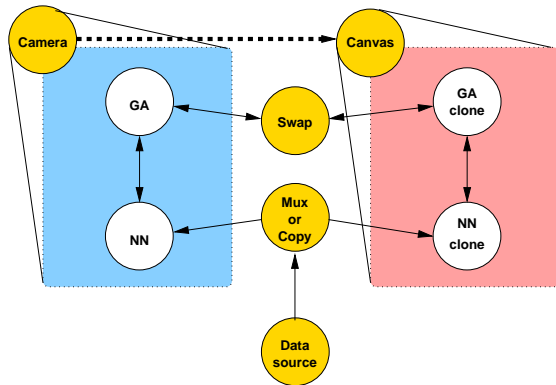 Camera
Canvas
GA
Swap
GA
clone
Mux
or
Copy
NN
NN
clone
Data
source